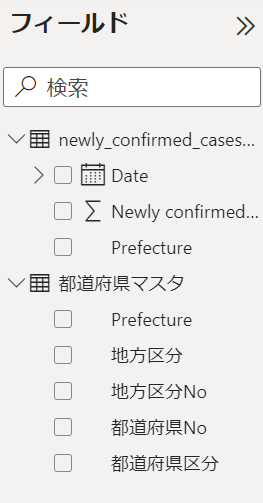 フィールド
検索
newly_confirmed_cases...
Date
Newly confirmed...
Prefecture
都道府県マスタ
Prefecture
地方区分
地方区分No
都道府県No
都道府県区分